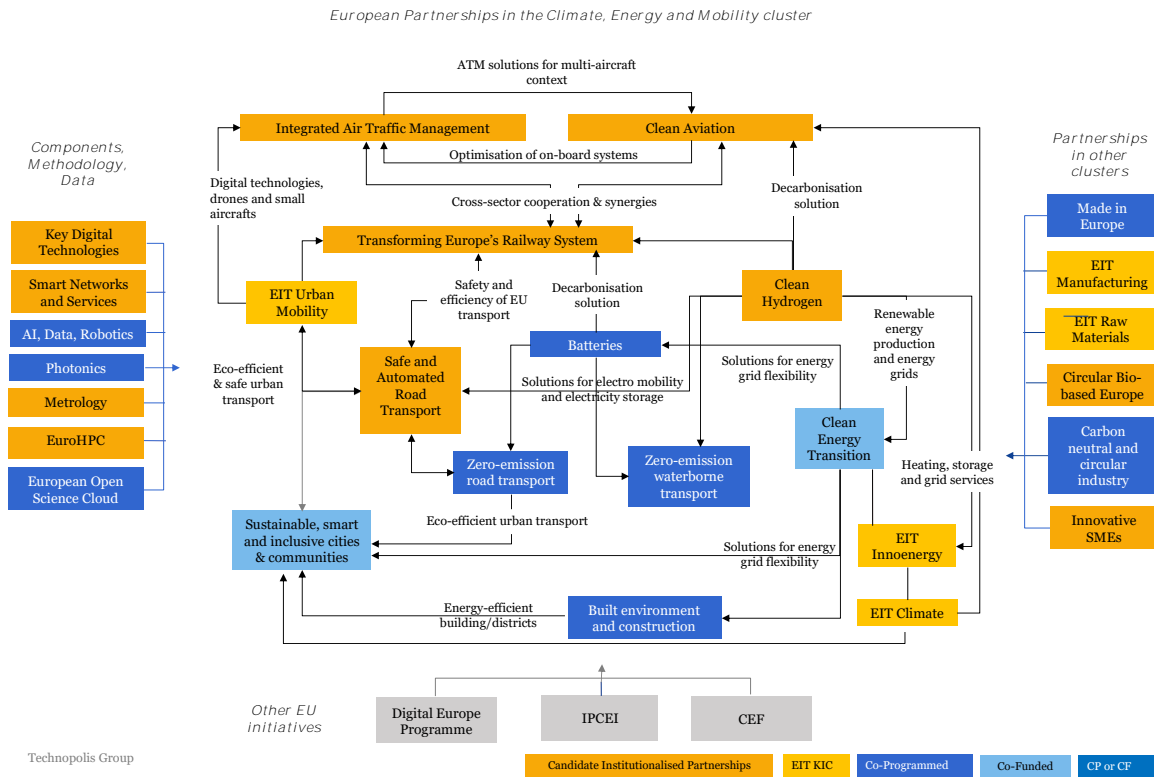 European Partnerships in the Climate, Energy and Mobility cluster
ATM solutions for multi-aircraft
context
Integrated Air Traffic Management
Clean Aviation
Optimisation of on-board systems
Components,
Methodology,
Data
Partnerships
in other
clusters
Digital technologies,
drones and small
aircrafts
Decarbonisation
solution
Cross-sector cooperation & synergies
Transforming Europe's Railway System
Key Digital
Technologies
Smart Networks
and Services
AI, Data, Robotics
Photonics
Metrology
EuroHPC
European Open
Science Cloud
EIT Urban
Mobility
Safety and
efficiency of EU
transport
Decarbonisation
solution
Clean
Hydrogen
Renewable
energy
production
and energy
grids
Batteries
Solutions for energy
grid flexibility
Eco-efficient
& safe urban
transport
Safe and
Automated
Road
Transport
Solutions for electro mobility
and electricity storage
Clean
Energy
Transition
Zero-emission
road transport
Zero-emission
waterborne
transport
Heating, storage
and grid services
Eco-efficient urban transport
Sustainable, smart
and inclusive cities
& communities
Solutions for energy
grid flexibility
EIT
Innoenergy
Energy-efficient
building/districts
Built environment
and construction
EIT Climate
Made in
Europe
EIT
Manufacturing
EIT Raw
Materials
Circular Bio-
based Europe
Carbon
neutral and
circular
industry
Innovative
SMEs
Other EU
initiatives
Digital Europe
Programme
IPCEI
CEF
Technopolis Group
Candidate Institutionalised Partnerships
EIT KIC
Co-Programmed
Co-Funded
CP or CF